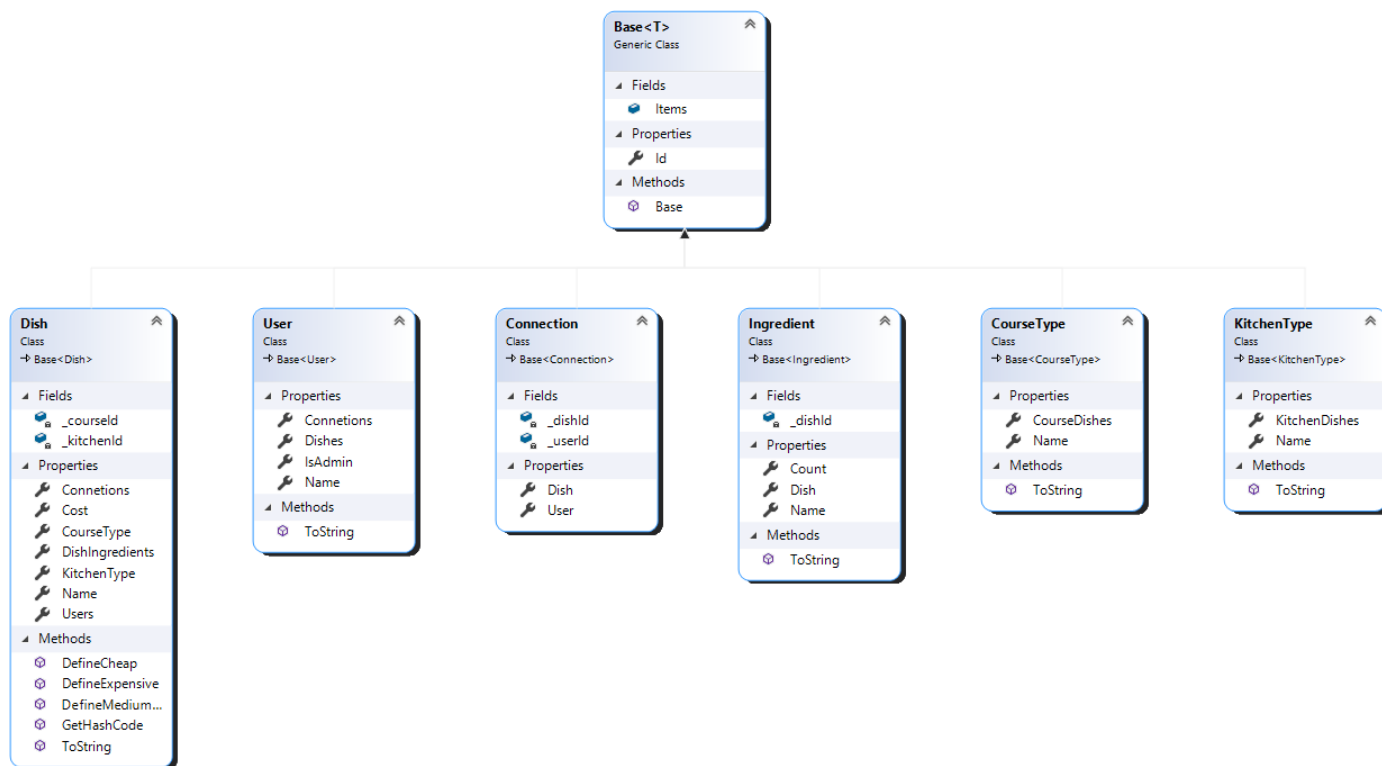 Base<T>
Generic Class
Fields
Items
Properties
Id
Methods
Base
Dish
Class
Base<Dish>
Fields
_courseId
_kitchenId
Properties
Connetions
Cost
CourseType
DishIngredients
KitchenType
Name
Users
Methods
DefineCheap
DefineExpensive
DefineMedium...
GetHashCode
ToString
User
Class
Base<User>
Properties
Connetions
Dishes
IsAdmin
Name
Methods
ToString
Connection
Class
Base<Connection>
Fields
_dishId
_userId
Properties
Dish
User
Ingredient
Class
Base<Ingredient>
Fields
_dishId
Properties
Count
Dish
Name
Methods
ToString
CourseType
Class
Base<CourseType>
Properties
CourseDishes
Name
Methods
ToString
KitchenType
Class
Base<KitchenType>
Properties
KitchenDishes
Name
Methods
ToString